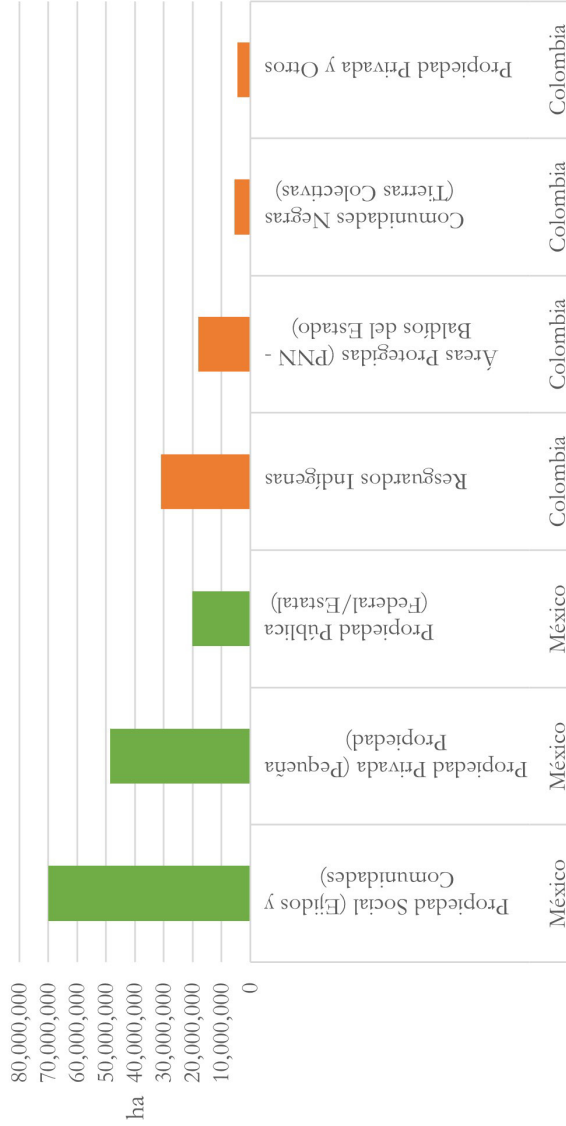 80,000,000
70,000,000
60,000,000
50,000,000
40,000,000
30,000,000
20,000,000
10,000,000
0
ha
Propiedad Social (Ejidos y
Comunidades)
Propiedad Privada (Pequeña
Propiedad)
Propiedad Pública
(Federal/Estatal)
Resguardos Indígenas
Áreas Protegidas (PNN -
Baldíos del Estado)
Comunidades Negras
(Tierras Colectivas)
Propiedad Privada y Otros
México
México
México
Colombia
Colombia
Colombia
Colombia